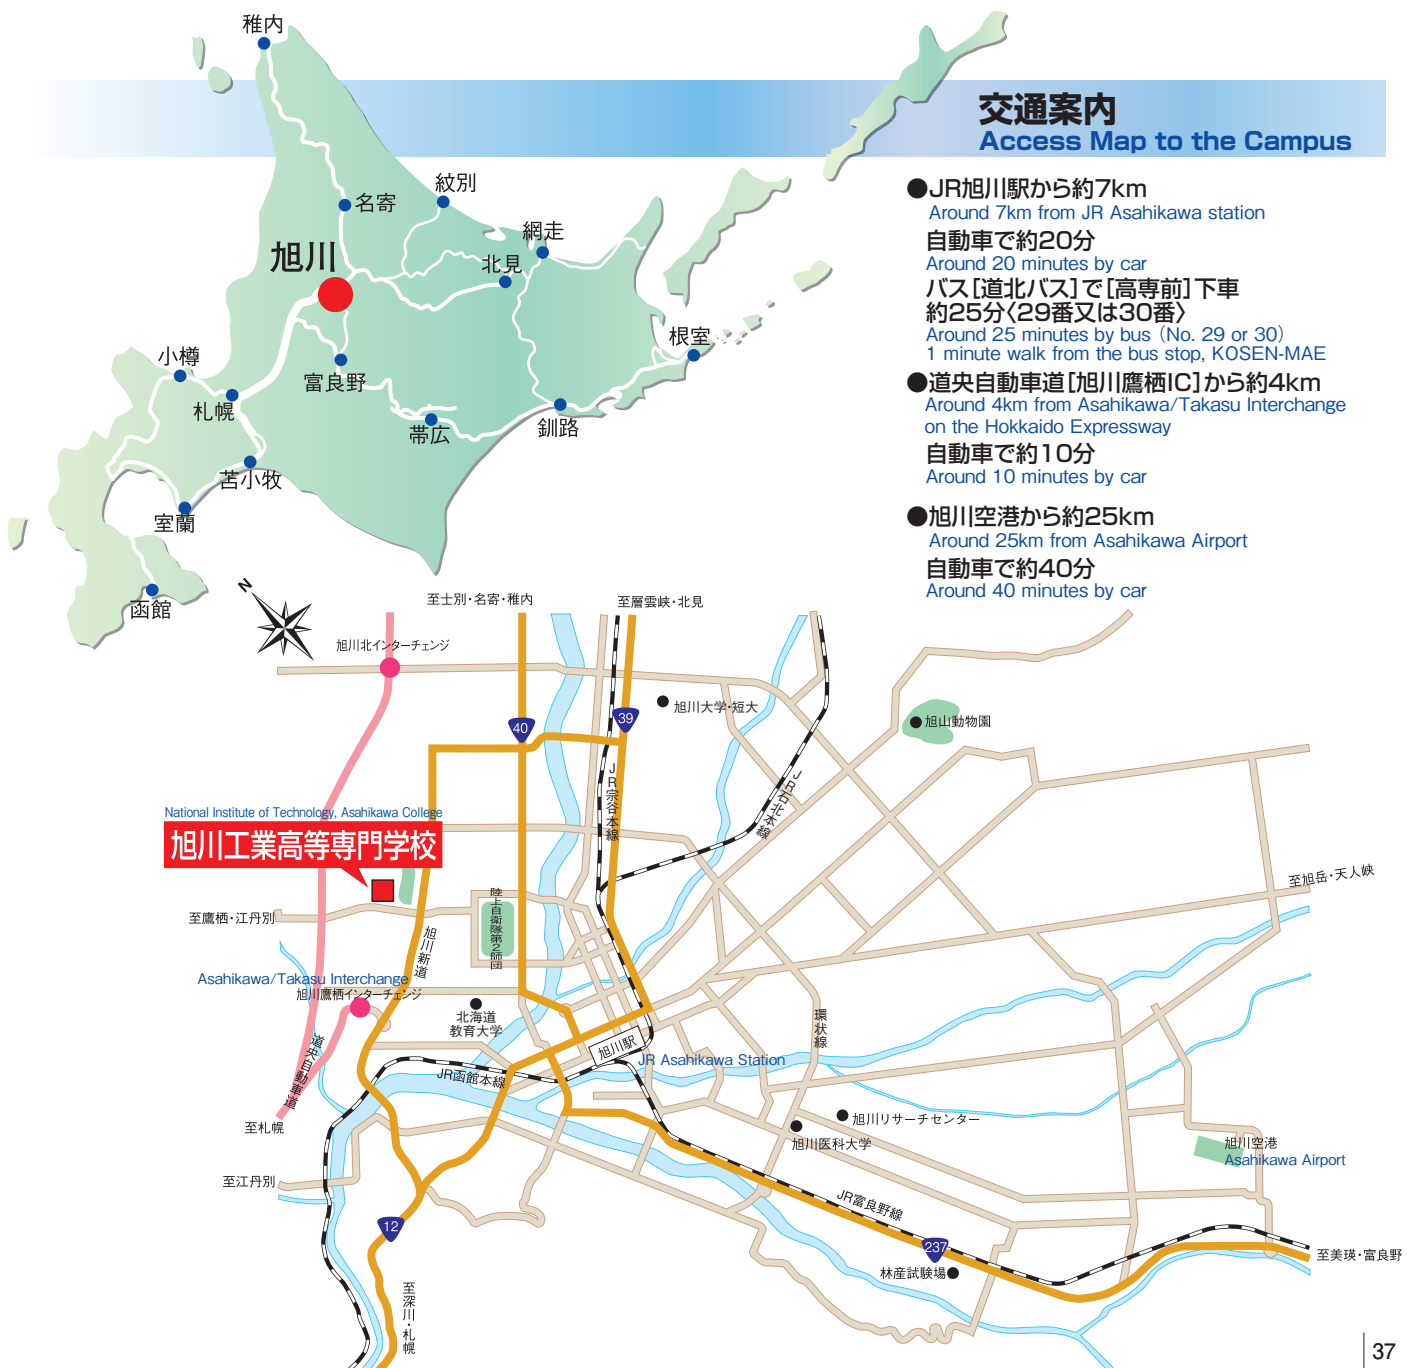 稚内
交通案内
Access Map to the Campus
●JR旭川駅から約7km
Around 7km from JR Asahikawa station
自動車で約20分
Around 20 minutes by car
バス[道北バス]で[高専前]下車
約25分〈29番又は30番〉
Around 25 minutes by bus (No. 29 or 30)
1 minute walk from the bus stop, KOSEN-MAE
●道央自動車道[旭川鷹栖IC]から約4km
Around 4km from Asahikawa/Takasu Interchange
on the Hokkaido Expressway
自動車で約10分
Around 10 minutes by car
●旭川空港から約25km
Around 25km from Asahikawa Airport
自動車で約40分
Around 40 minutes by car
紋別
名寄
網走
旭川
北見
根室
小樽
富良野
札幌
帯広
釧路
苫小牧
室蘭
函館
N
至士別・名寄・稚内
至層雲峡・北見
旭川北インターチェンジ
旭川大学・短大
40
39
旭山動物園
JR宗谷本線
JR石北本線
National Institute of Technology, Asahikawa College
旭川工業高等専門学校
至旭岳・天人峡
至鷹栖・江丹別
陸上自衛隊第2師団
旭川新道
Asahikawa/Takasu Interchange
旭川鷹栖インターチェンジ
北海道
教育大学
環状線
旭川駅
JR Asahikawa Station
道央自動車道
JR函館本線
至札幌
旭川リサーチセンター
旭川医科大学
旭川空港
Asahikawa Airport
至江丹別
JR富良野線
12
237
至美瑛・富良野
林産試験場
至深川・札幌
37